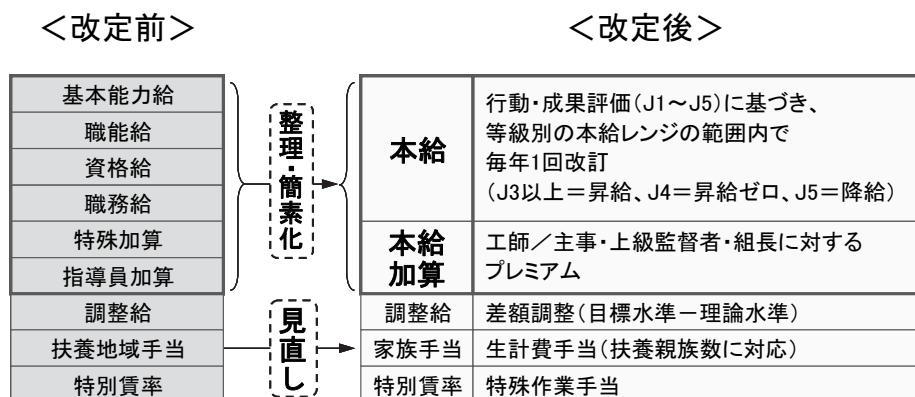 ＜改定前＞
＜改定後＞
基本能力給
職能給
資格給
職務給
特殊加算
指導員加算
調整給
扶養地域手当
特別賃率
整理・簡素化
見直し
本給
行動・成果評価（J1～J5）に基づき、
等級別の本給レンジの範囲内で
毎年1回改訂
（J3以上＝昇給、J4＝昇給ゼロ、J5＝降給）
本給
加算
工師／主事・上級監督者・組長に対する
プレミアム
調整給
差額調整（目標水準－理論水準）
家族手当
生計費手当（扶養親族数に対応）
特別賃率
特殊作業手当